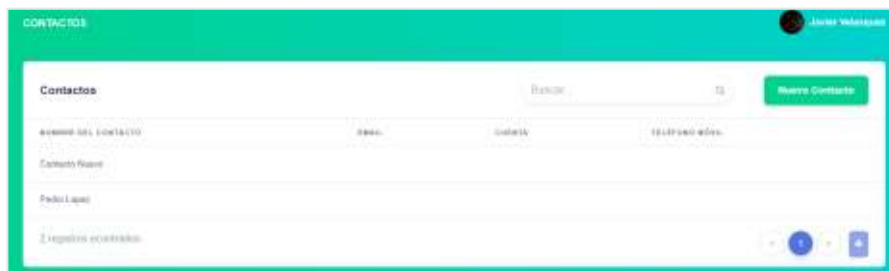 CONTACTOS
Javier Velasquez
Contactos
Buscar...
Nuevo Contacto
NOMBRE DEL CONTACTO EMAIL CUENTA TELÉFONO MÓVIL
Contacto Nuevo
Pedro Lopez
2 registros econtrados
1